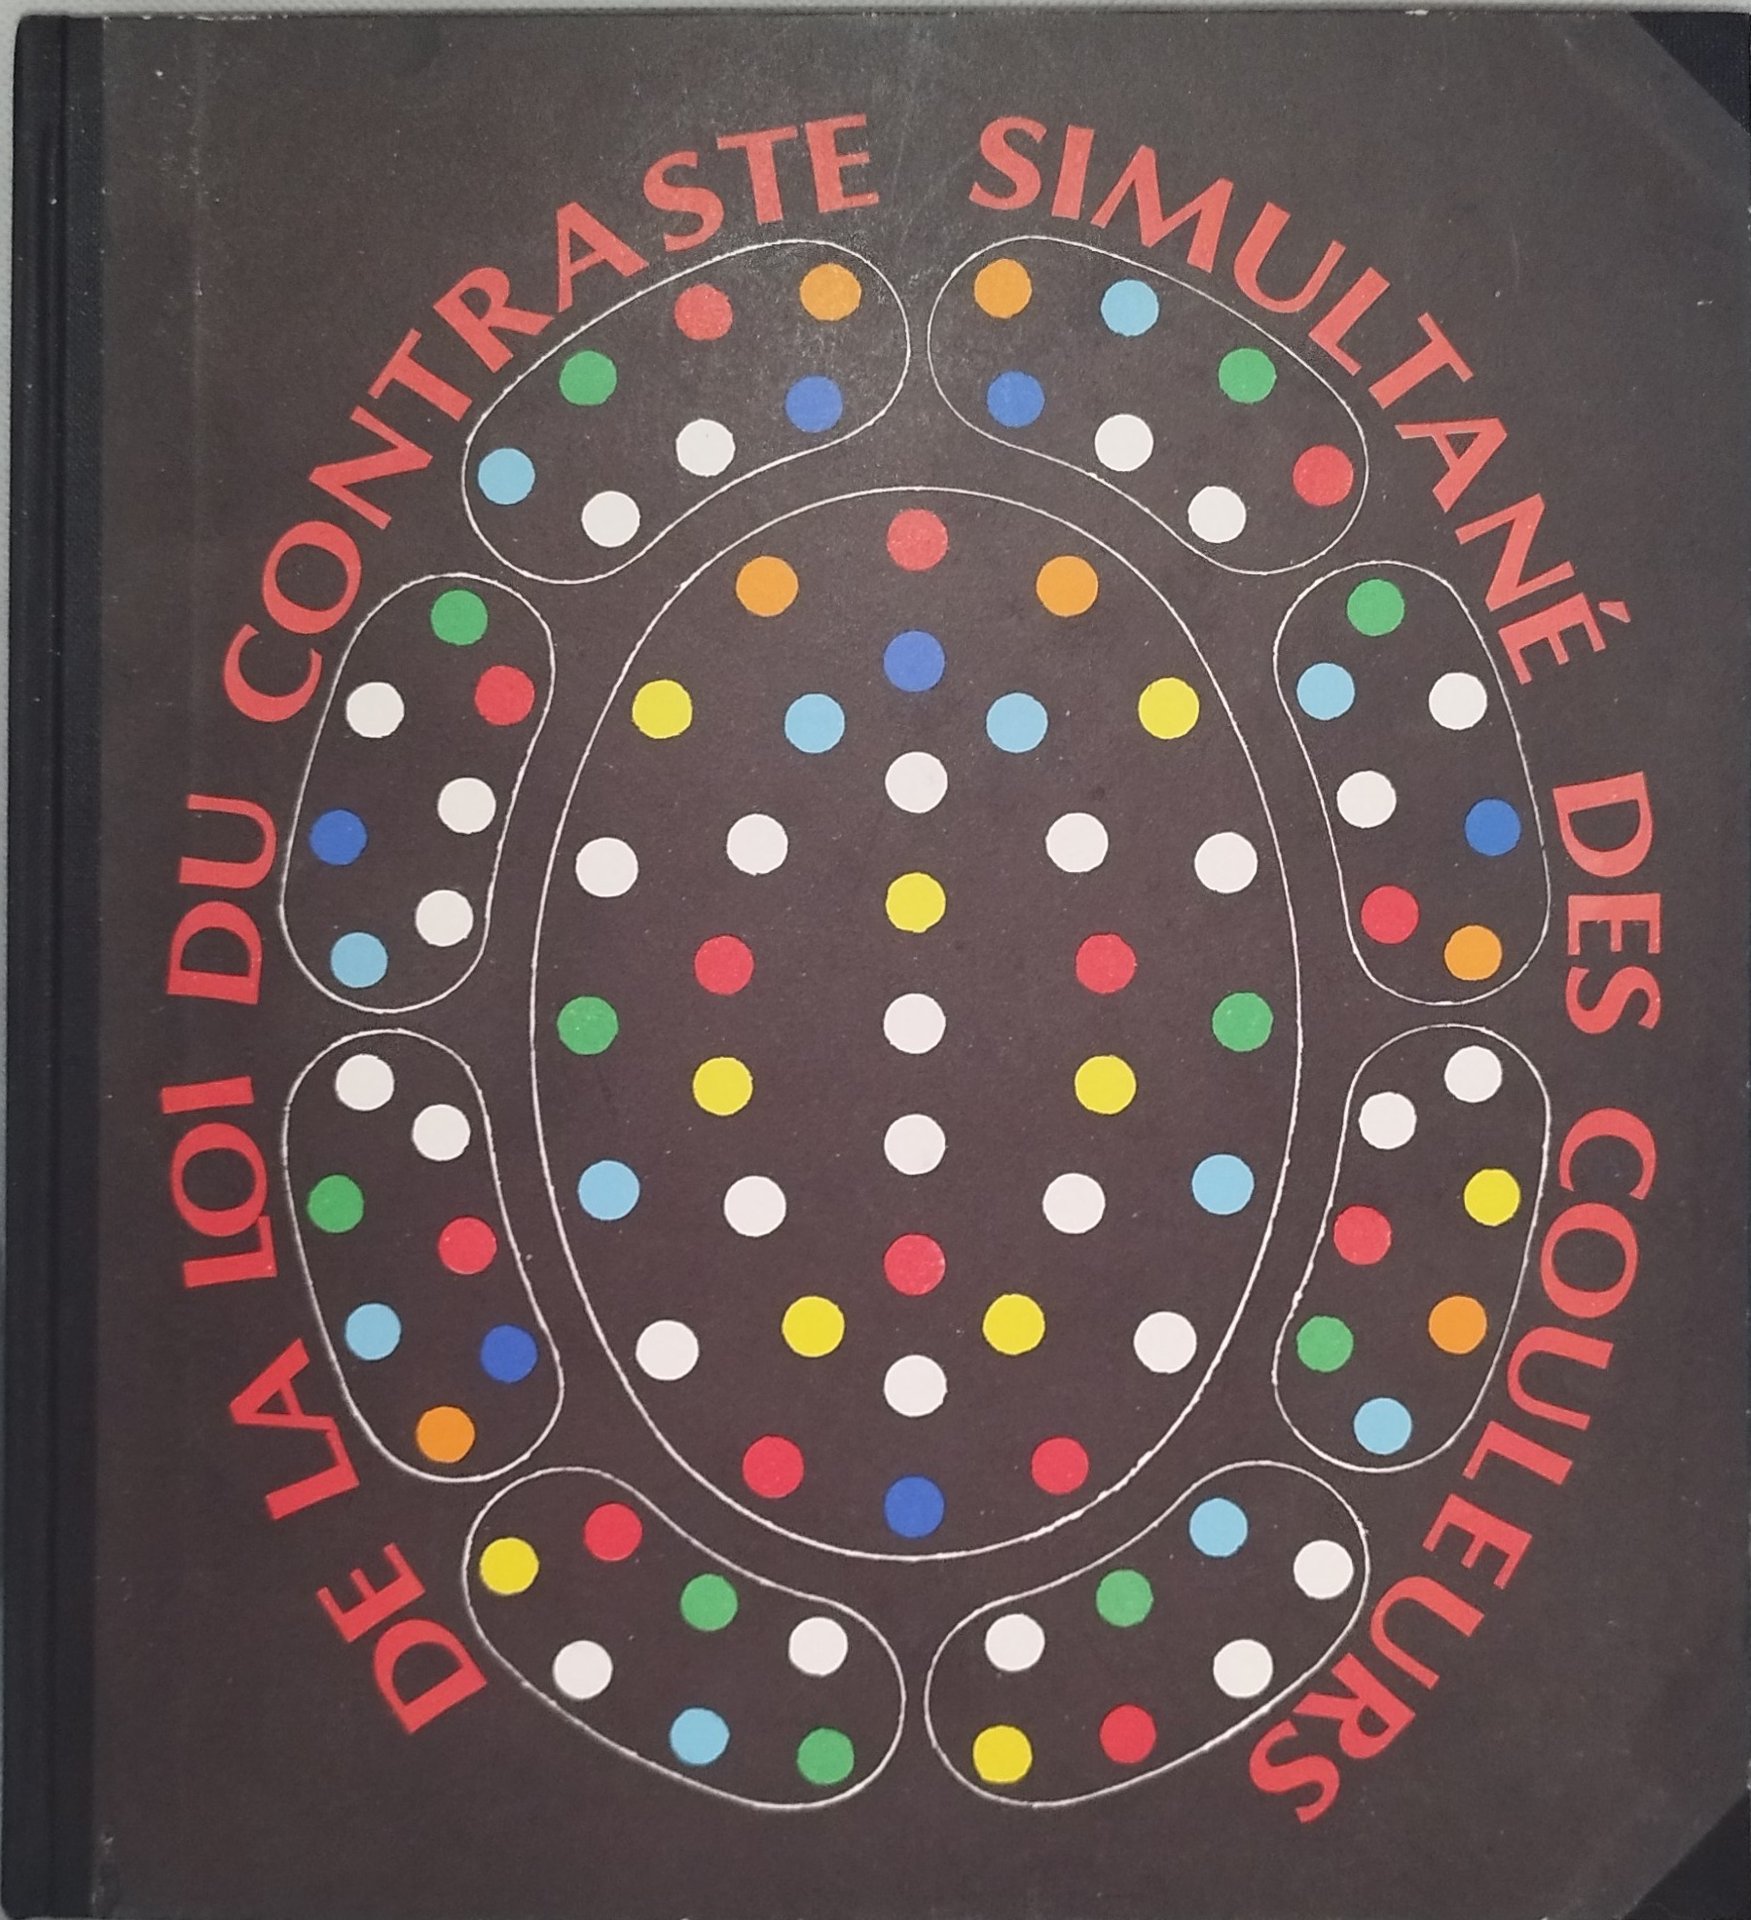 DE LA LOI DU CONTRASTE SIMULTANÉ DES COULEURS